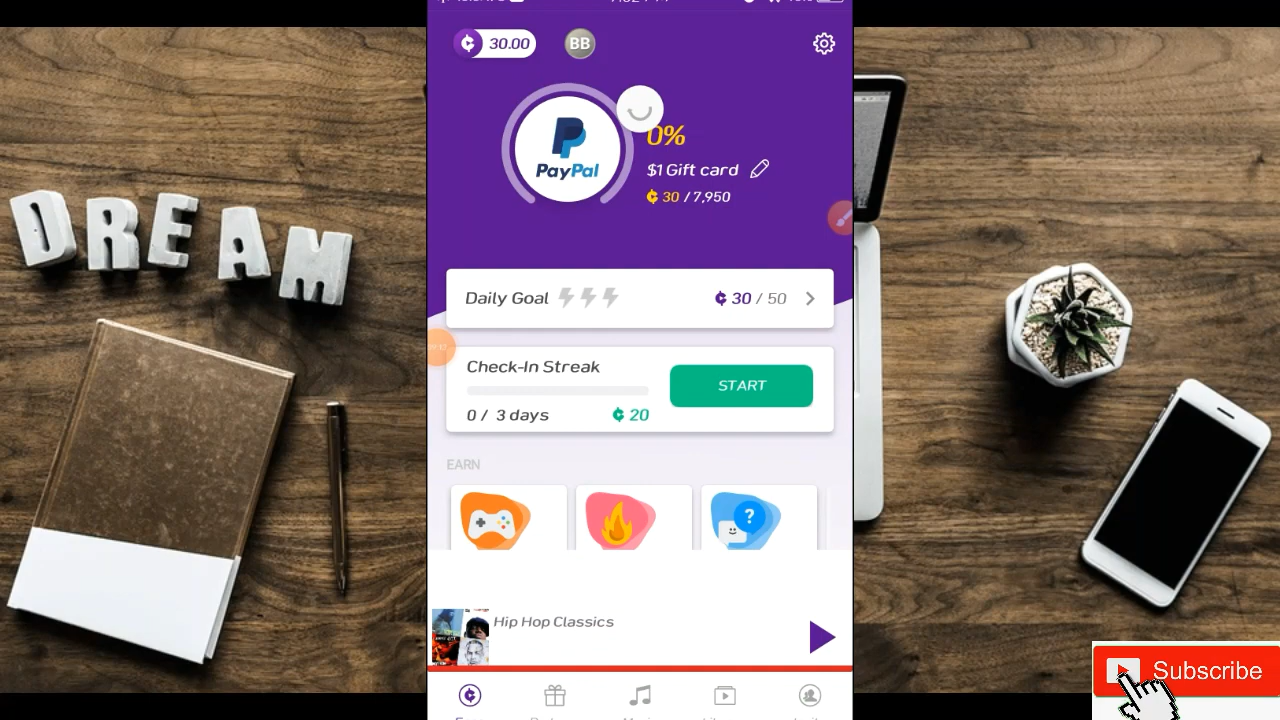 30.00
BB
0%
PayPal
$1 Gift card
30 / 7,950
Daily Goal
30 / 50
Check-In Streak
START
0 / 3 days
20
EARN
DREAM
Hip Hop Classics
Subscribe